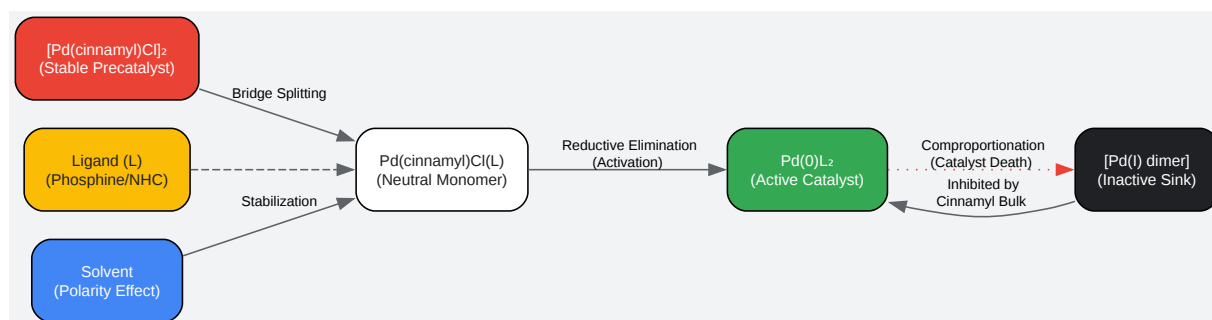 [Pd(cinnamyl)Cl]₂
(Stable Precatalyst)
Bridge Splitting
Ligand (L)
(Phosphine/NHC)
Stabilization
Solvent
(Polarity Effect)
Pd(cinnamyl)Cl(L)
(Neutral Monomer)
Reductive Elimination
(Activation)
Pd(0)L₂
(Active Catalyst)
Comproportionation
(Catalyst Death)
Inhibited by
Cinnamyl Bulk
[Pd(I) dimer]
(Inactive Sink)